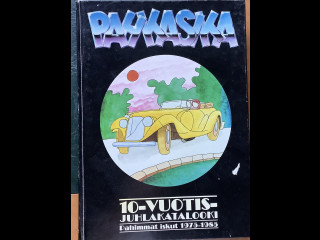 PAHKASIKA
10-VUOTIS-
JUHLAKATALOOKI
Pahimmat iskut 1975-1985